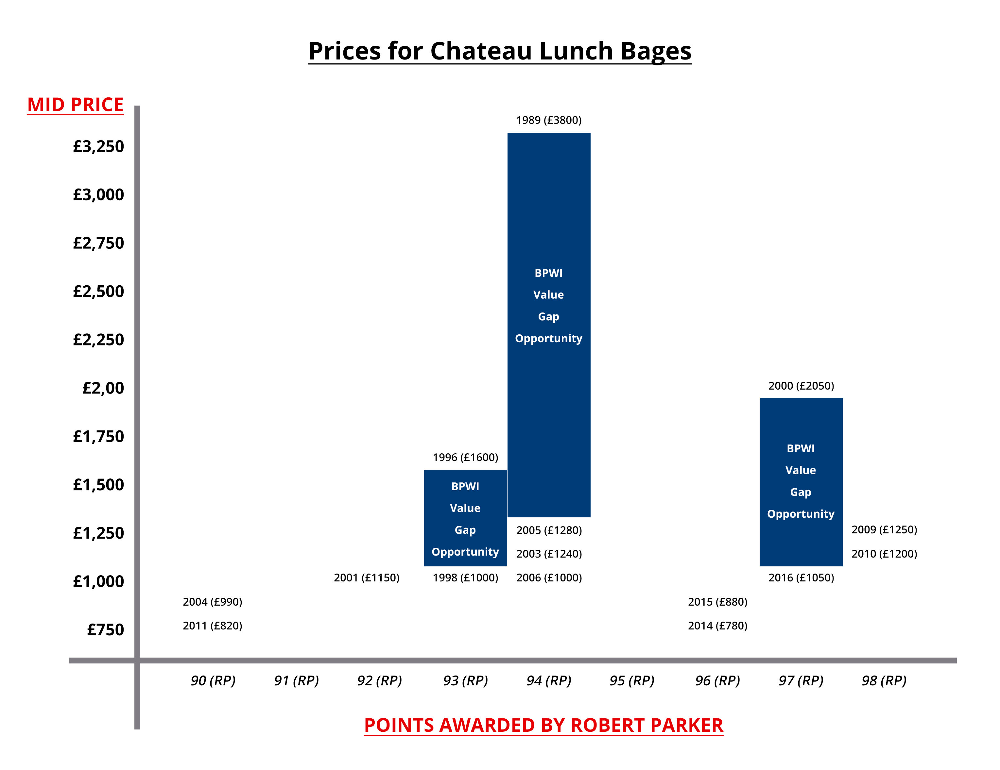 Prices for Chateau Lunch Bages
MID PRICE
£3,250
£3,000
£2,750
£2,500
£2,250
£2,00
£1,750
£1,500
£1,250
£1,000
£750
2004 (£990)
2011 (£820)
2001 (£1150)
1996 (£1600)
BPWI
Value
Gap
Opportunity
1998 (£1000)
1989 (£3800)
BPWI
Value
Gap
Opportunity
2005 (£1280)
2003 (£1240)
2006 (£1000)
2015 (£880)
2014 (£780)
2000 (£2050)
BPWI
Value
Gap
Opportunity
2016 (£1050)
2009 (£1250)
2010 (£1200)
90 (RP) 91 (RP) 92 (RP) 93 (RP) 94 (RP) 95 (RP) 96 (RP) 97 (RP) 98 (RP)
POINTS AWARDED BY ROBERT PARKER